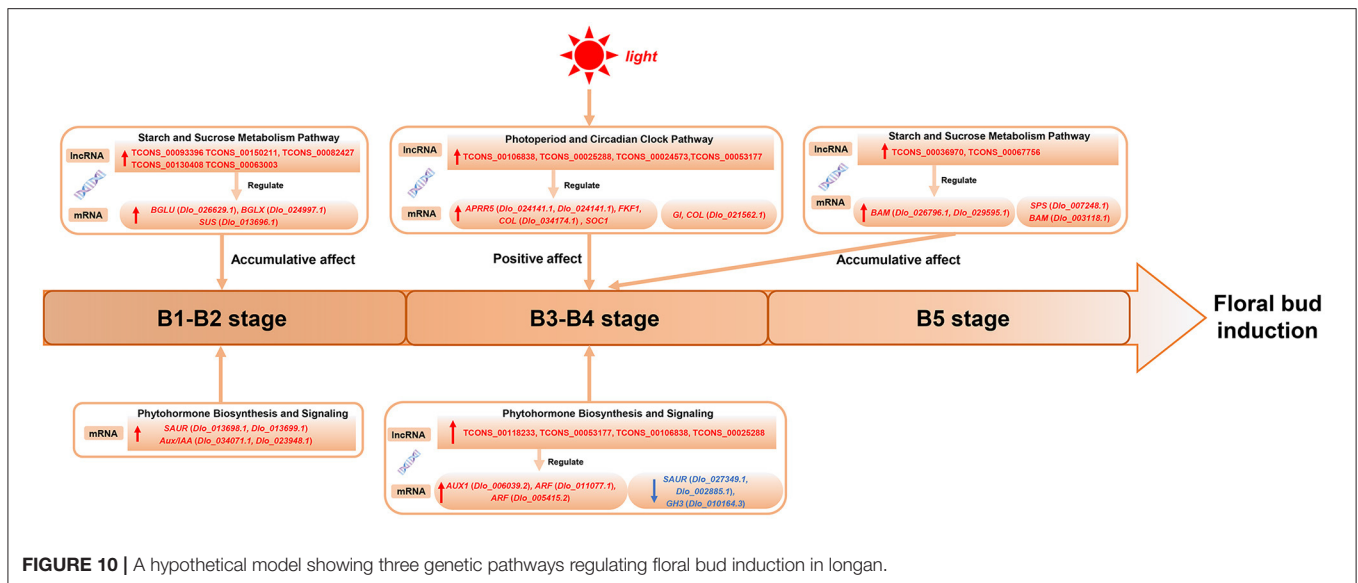 light
Starch and Sucrose Metabolism Pathway
lncRNA
TCONS_00093396 TCONS_00150211, TCONS_00082427
TCONS_00130408 TCONS_00063003
Regulate
mRNA
BGLU (Dlo_026629.1), BGLX (Dlo_024997.1)
SUS (Dlo_013696.1)
Photoperiod and Circadian Clock Pathway
lncRNA
TCONS_00106838, TCONS_00025288, TCONS_00024573,TCONS_00053177
Regulate
mRNA
APRR5 (Dlo_024141.1, Dlo_024141.1), FKF1,
COL (Dlo_034174.1) , SOC1
GI, COL (Dlo_021562.1)
Starch and Sucrose Metabolism Pathway
lncRNA
TCONS_00036970, TCONS_00067756
Regulate
mRNA
BAM (Dlo_026796.1, Dlo_029595.1)
SPS (Dlo_007248.1)
BAM (Dlo_003118.1)
Accumulative affect
Positive affect
Accumulative affect
B1-B2 stage
B3-B4 stage
B5 stage
Floral bud
induction
Phytohormone Biosynthesis and Signaling
mRNA
SAUR (Dlo_013698.1, Dlo_013699.1)
Aux/IAA (Dlo_034071.1, Dlo_023948.1)
Phytohormone Biosynthesis and Signaling
lncRNA
TCONS_00118233, TCONS_00053177, TCONS_00106838, TCONS_00025288
Regulate
mRNA
AUX1 (Dlo_006039.2), ARF (Dlo_011077.1),
ARF (Dlo_005415.2)
SAUR (Dlo_027349.1,
Dlo_002885.1),
GH3 (Dlo_010164.3)
FIGURE 10 | A hypothetical model showing three genetic pathways regulating floral bud induction in longan.